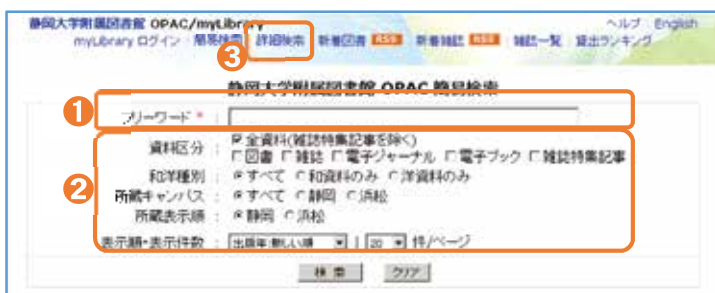 静岡大学附属図書館 OPAC/myLibrary
ヘルプ English
myLibrary ログイン 簡易検索 詳細検索 新着図書 RSS 新着雑誌 RSS 雑誌一覧 貸出ランキング
3
静岡大学附属図書館 OPAC 簡易検索
1 フリーワード * :
資料区分 : 全資料(雑誌特集記事を除く)
図書 雑誌 電子ジャーナル 電子ブック 雑誌特集記事
2 和洋種別 : すべて 和資料のみ 洋資料のみ
所蔵キャンパス : すべて 静岡 浜松
所蔵表示順 : 静岡 浜松
表示順・表示件数 : 出版年:新しい順 | 20 件/ページ
検索 クリア